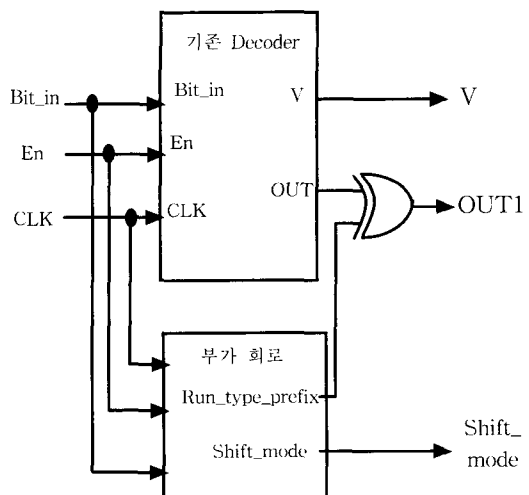 기존 Decoder
Bit_in
Bit_in
V
V
En
En
OUT
OUT1
CLK
CLK
부가 회로
Run_type_prefix
Shift_mode
Shift_
mode